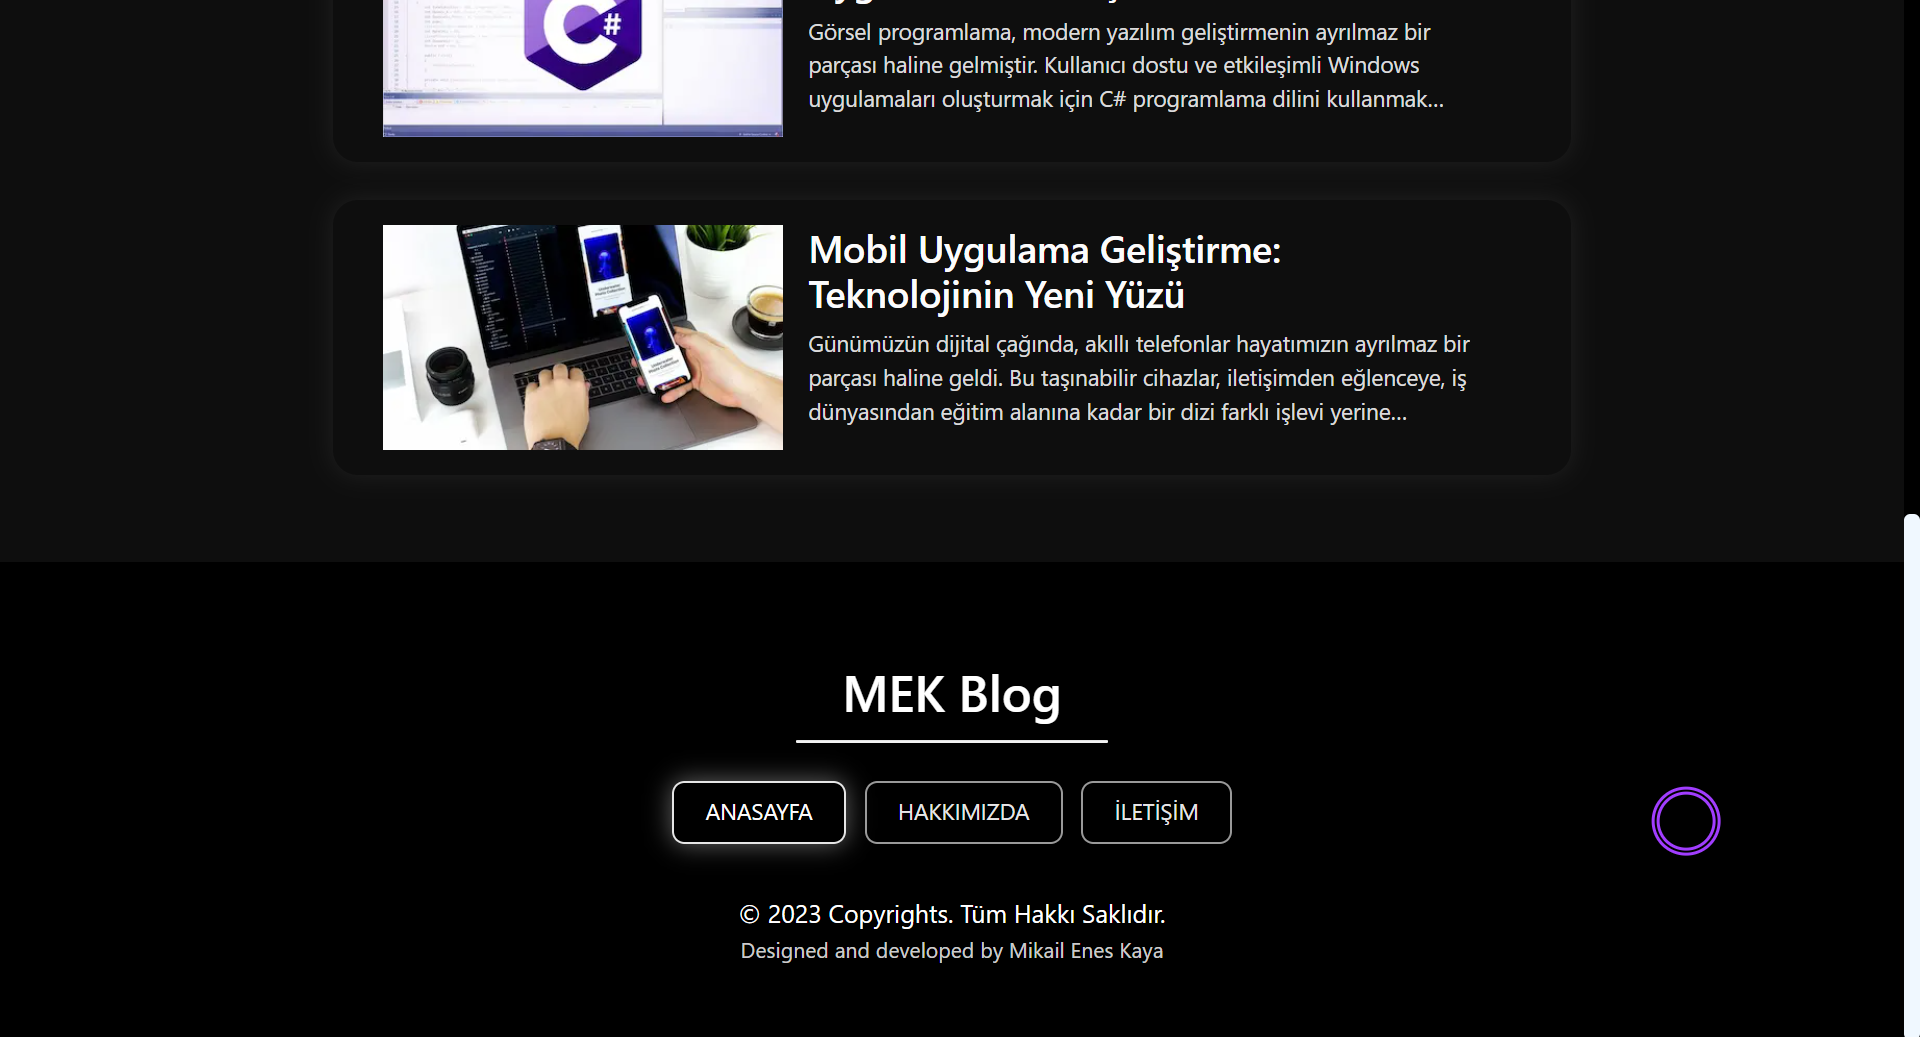 Görsel programlama, modern yazılım geliştirmenin ayrılmaz bir
parçası haline gelmiştir. Kullanıcı dostu ve etkileşimli Windows
uygulamaları oluşturmak için C# programlama dilini kullanmak...
C#
Mobil Uygulama Geliştirme:
Teknolojinin Yeni Yüzü
Günümüzün dijital çağında, akıllı telefonlar hayatımızın ayrılmaz bir
parçası haline geldi. Bu taşınabilir cihazlar, iletişimden eğlenceye, iş
dünyasından eğitim alanına kadar bir dizi farklı işlevi yerine...
MEK Blog
ANASAYFA
HAKKIMIZDA
İLETİŞİM
© 2023 Copyrights. Tüm Hakkı Saklıdır.
Designed and developed by Mikail Enes Kaya